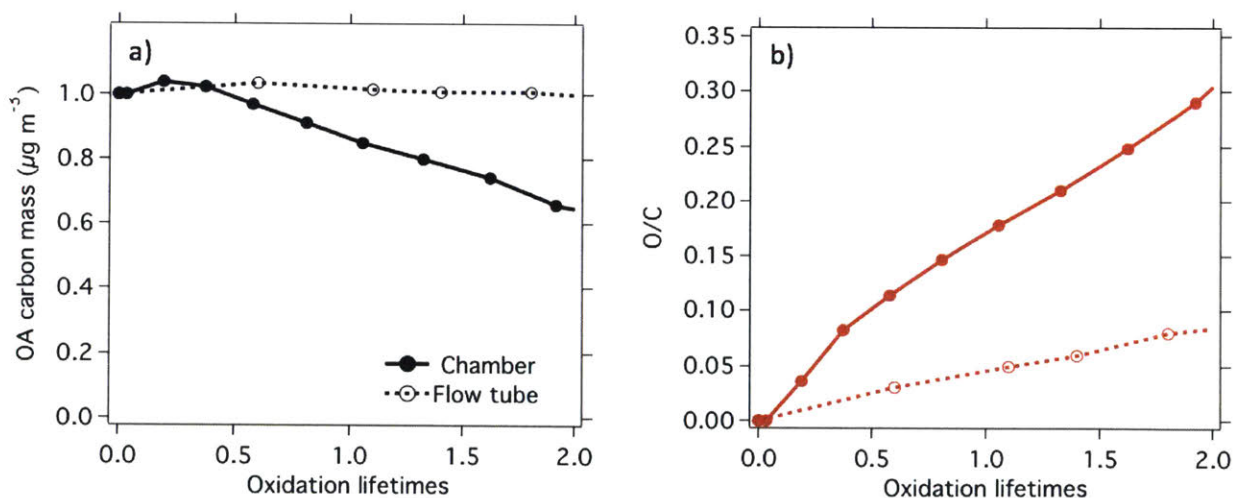 a)
OA carbon mass (µg m⁻³)
1.0
0.8
0.6
0.4
0.2
0.0
Chamber
Flow tube
0.0 0.5 1.0 1.5 2.0
Oxidation lifetimes
b)
O/C
0.35
0.30
0.25
0.20
0.15
0.10
0.05
0.00
0.0 0.5 1.0 1.5 2.0
Oxidation lifetimes